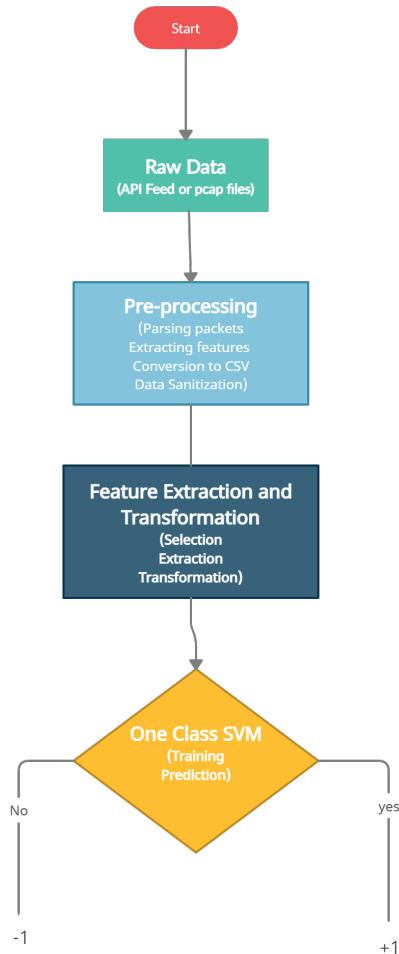 Start
Raw Data
(API Feed or pcap files)
Pre-processing
(Parsing packets
Extracting features
Conversion to CSV
Data Sanitization)
Feature Extraction and
Transformation
(Selection
Extraction
Transformation)
One Class SVM
(Training
Prediction)
No
yes
-1
+1